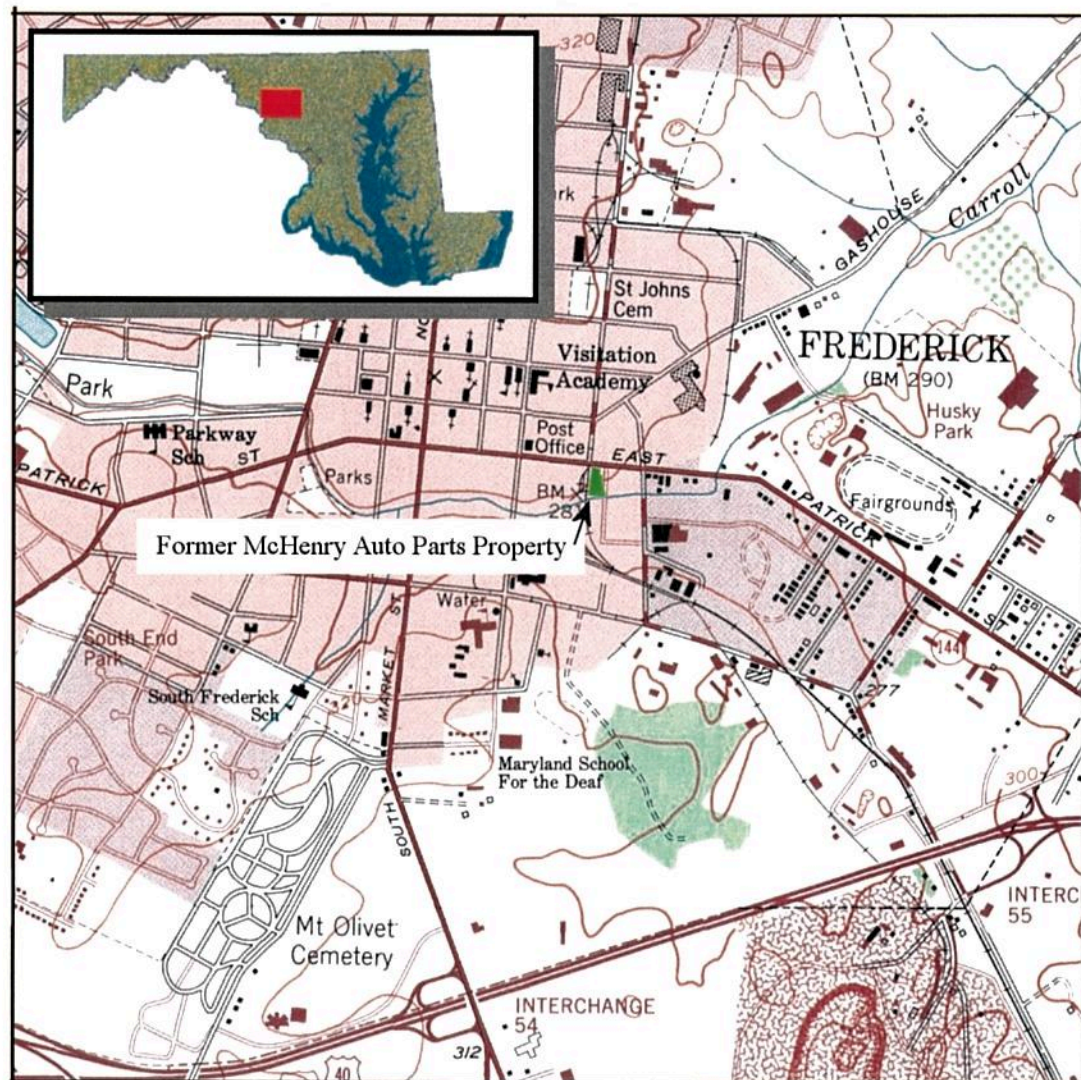 320
rk
GASHOUSE
Carroll
St Johns
Cem
FREDERICK
(BM 290)
Visitation
Academy
Husky
Park
Park
Post
Office
EAST
Parkway
Sch
ST
PATRICK
Parks
BM
28
PATRICK
Fairgrounds
Former McHenry Auto Parts Property
ST
Water
ST
144
South End
Park
MARKET
277
South Frederick
Sch
320
Maryland School
For the Deaf
300
SOUTH
INTERC
55
Mt Olivet
Cemetery
INTERCHANGE
54
312
40